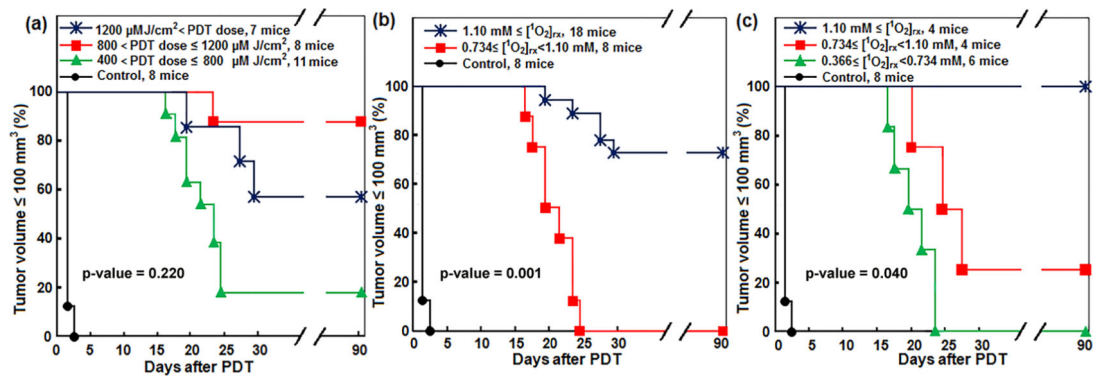 (a)
1200 µMJ/cm²< PDT dose, 7 mice
800 < PDT dose ≤ 1200 µM J/cm², 8 mice
400 < PDT dose ≤ 800 µM J/cm², 11 mice
Control, 8 mice
Tumor volume ≤ 100 mm³ (%)
100
80
60
40
20
0
p-value = 0.220
0 5 10 15 20 25 30 90
Days after PDT
(b)
1.10 mM ≤ [¹O₂]rx, 18 mice
0.734≤ [¹O₂]rx<1.10 mM, 8 mice
Control, 8 mice
Tumor volume ≤ 100 mm³ (%)
100
80
60
40
20
0
p-value = 0.001
0 5 10 15 20 25 30 90
Days after PDT
(c)
1.10 mM ≤ [¹O₂]rx, 4 mice
0.734≤ [¹O₂]rx<1.10 mM, 4 mice
0.366≤ [¹O₂]rx<0.734 mM, 6 mice
Control, 8 mice
Tumor volume ≤ 100 mm³ (%)
100
80
60
40
20
0
p-value = 0.040
0 5 10 15 20 25 30 90
Days after PDT